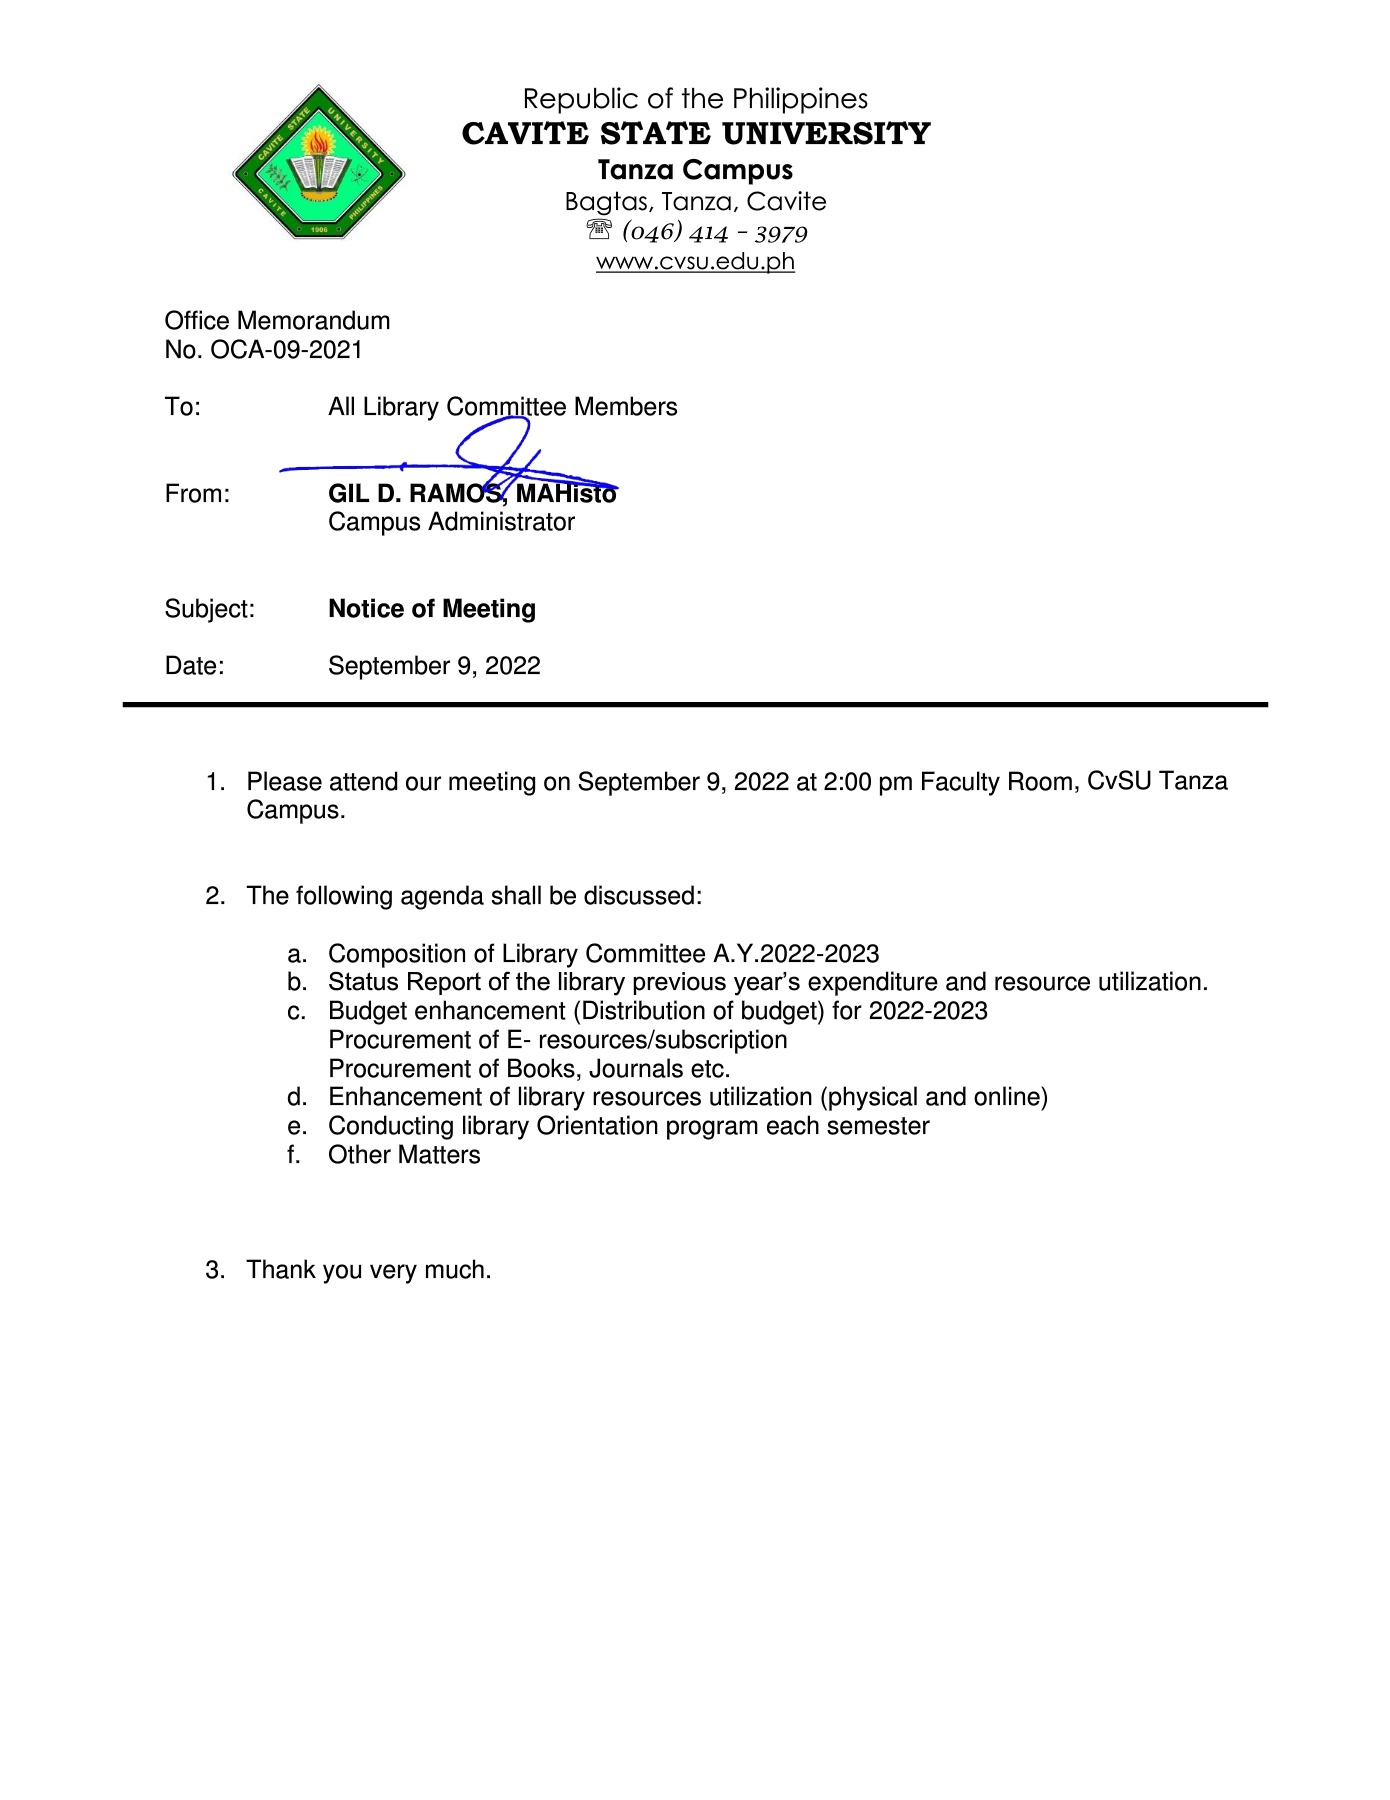 CAVITE STATE UNIVERSITY
CAVITE PHILIPPINES
1906
Republic of the Philippines
CAVITE STATE UNIVERSITY
Tanza Campus
Bagtas, Tanza, Cavite
☏ (046) 414 – 3979
www.cvsu.edu.ph
Office Memorandum
No. OCA-09-2021
To: All Library Committee Members
From: GIL D. RAMOS, MAHisto
Campus Administrator
Subject: Notice of Meeting
Date: September 9, 2022
1. Please attend our meeting on September 9, 2022 at 2:00 pm Faculty Room, CvSU Tanza
Campus.
2. The following agenda shall be discussed:
a. Composition of Library Committee A.Y.2022-2023
b. Status Report of the library previous year’s expenditure and resource utilization.
c. Budget enhancement (Distribution of budget) for 2022-2023
Procurement of E- resources/subscription
Procurement of Books, Journals etc.
d. Enhancement of library resources utilization (physical and online)
e. Conducting library Orientation program each semester
f. Other Matters
3. Thank you very much.